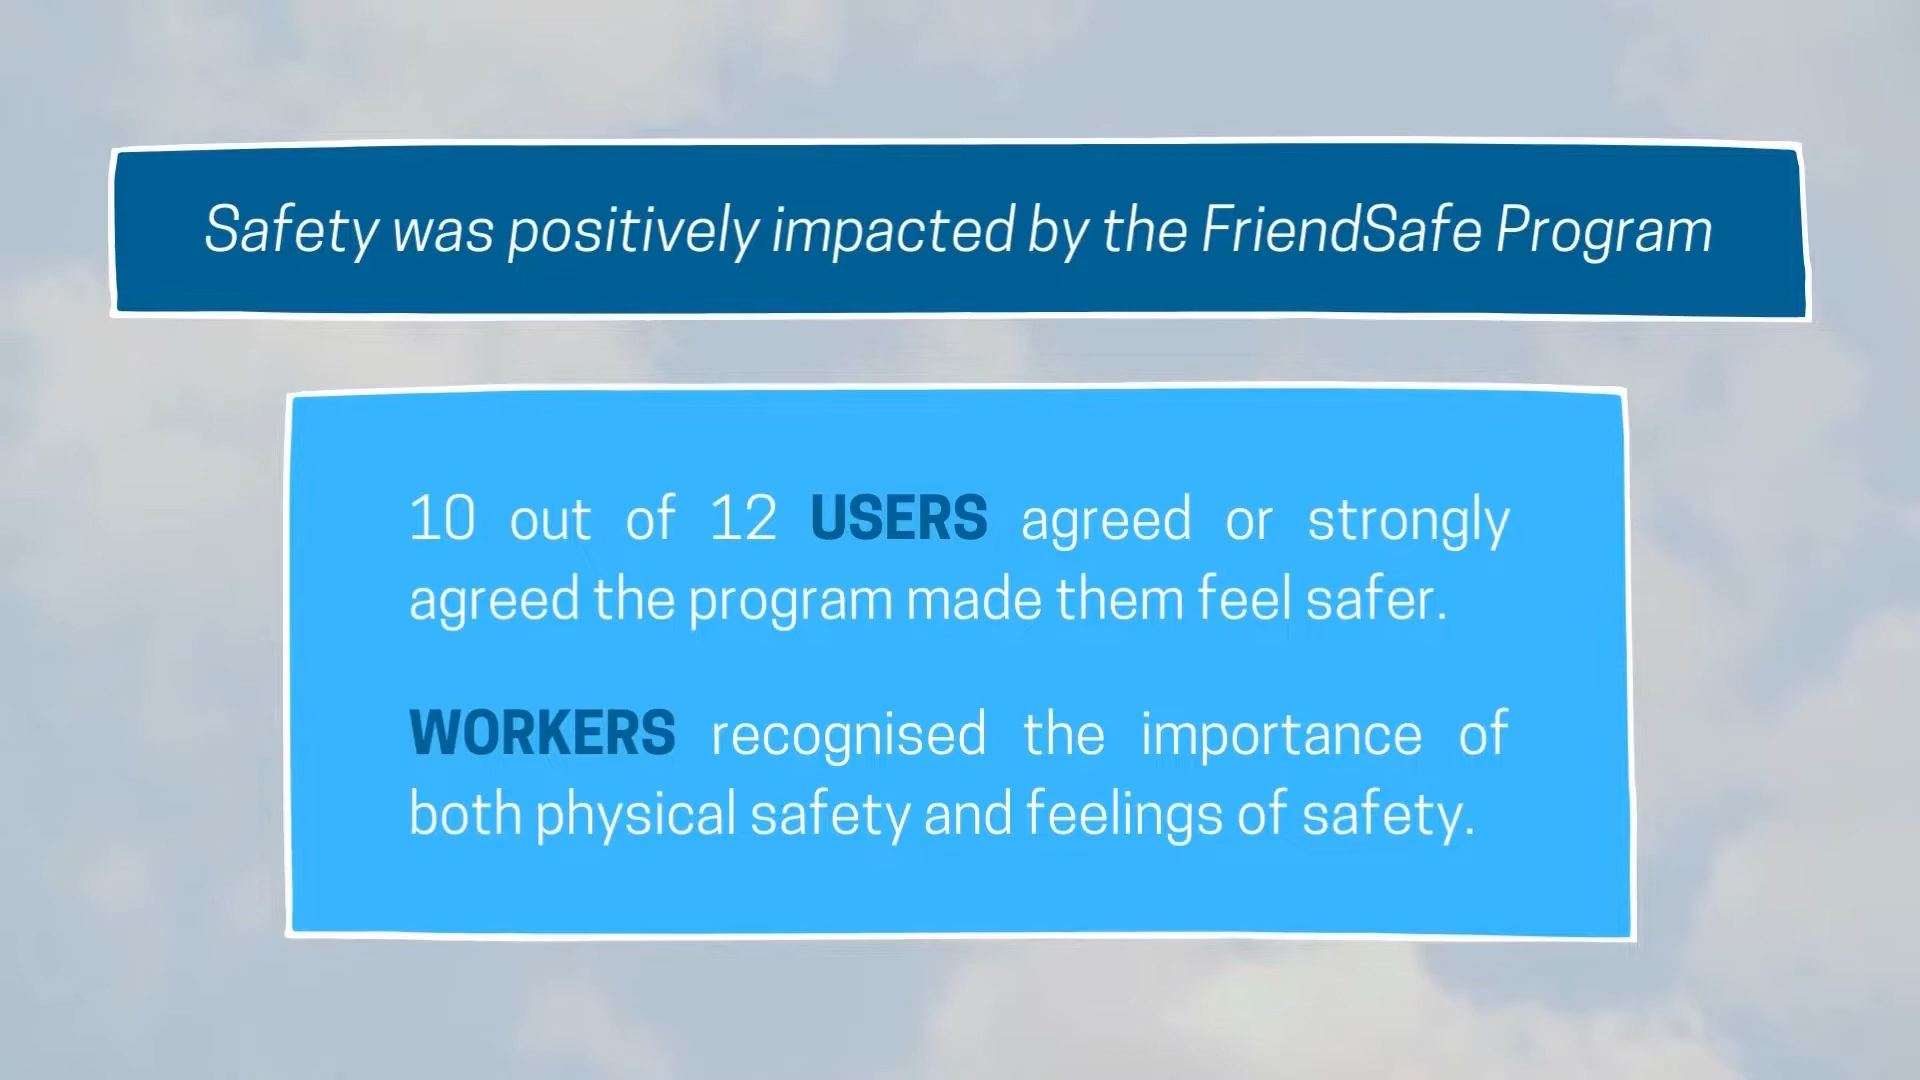 Safety was positively impacted by the FriendSafe Program
10 out of 12 USERS agreed or strongly
agreed the program made them feel safer.
WORKERS recognised the importance of
both physical safety and feelings of safety.